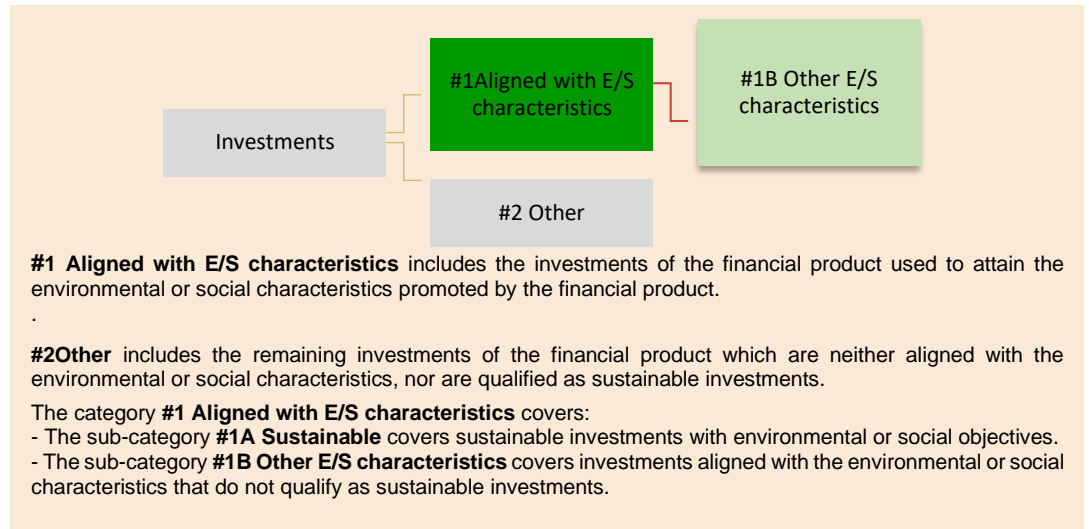 #1Aligned with E/S
characteristics
#1B Other E/S
characteristics
Investments
#2 Other
#1 Aligned with E/S characteristics includes the investments of the financial product used to attain the
environmental or social characteristics promoted by the financial product.
.
#2Other includes the remaining investments of the financial product which are neither aligned with the
environmental or social characteristics, nor are qualified as sustainable investments.
The category #1 Aligned with E/S characteristics covers:
- The sub-category #1A Sustainable covers sustainable investments with environmental or social objectives.
- The sub-category #1B Other E/S characteristics covers investments aligned with the environmental or social
characteristics that do not qualify as sustainable investments.